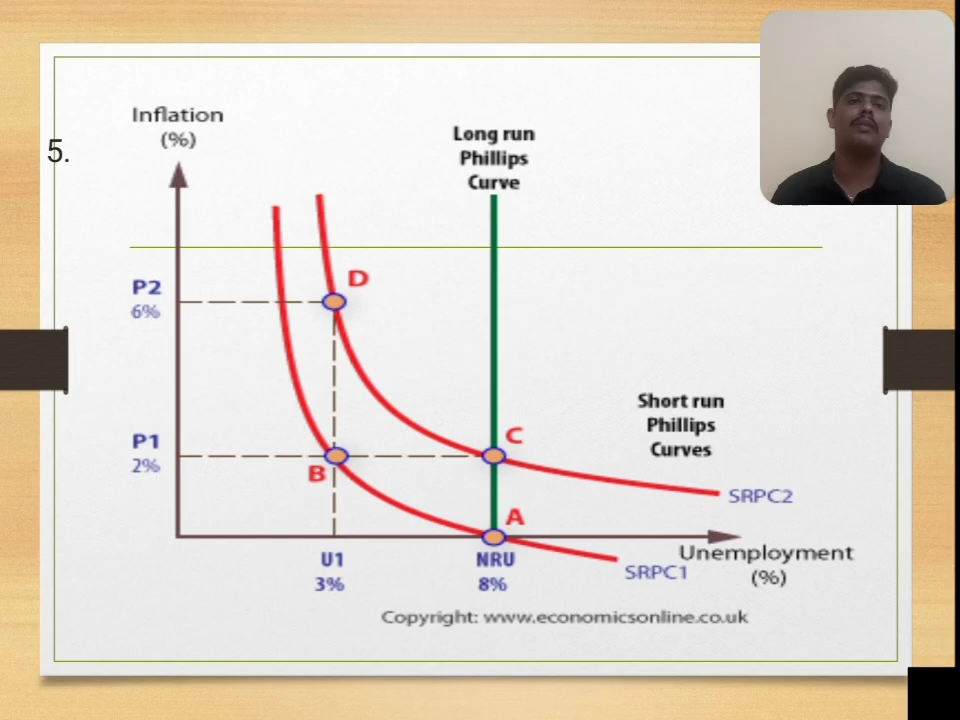 5.
Inflation
(%)
Long run
Phillips
Curve
D
P2
6%
Short run
Phillips
Curves
P1
2%
C
B
SRPC2
A
U1
3%
NRU
8%
SRPC1
Unemployment
(%)
Copyright: www.economicsonline.co.uk